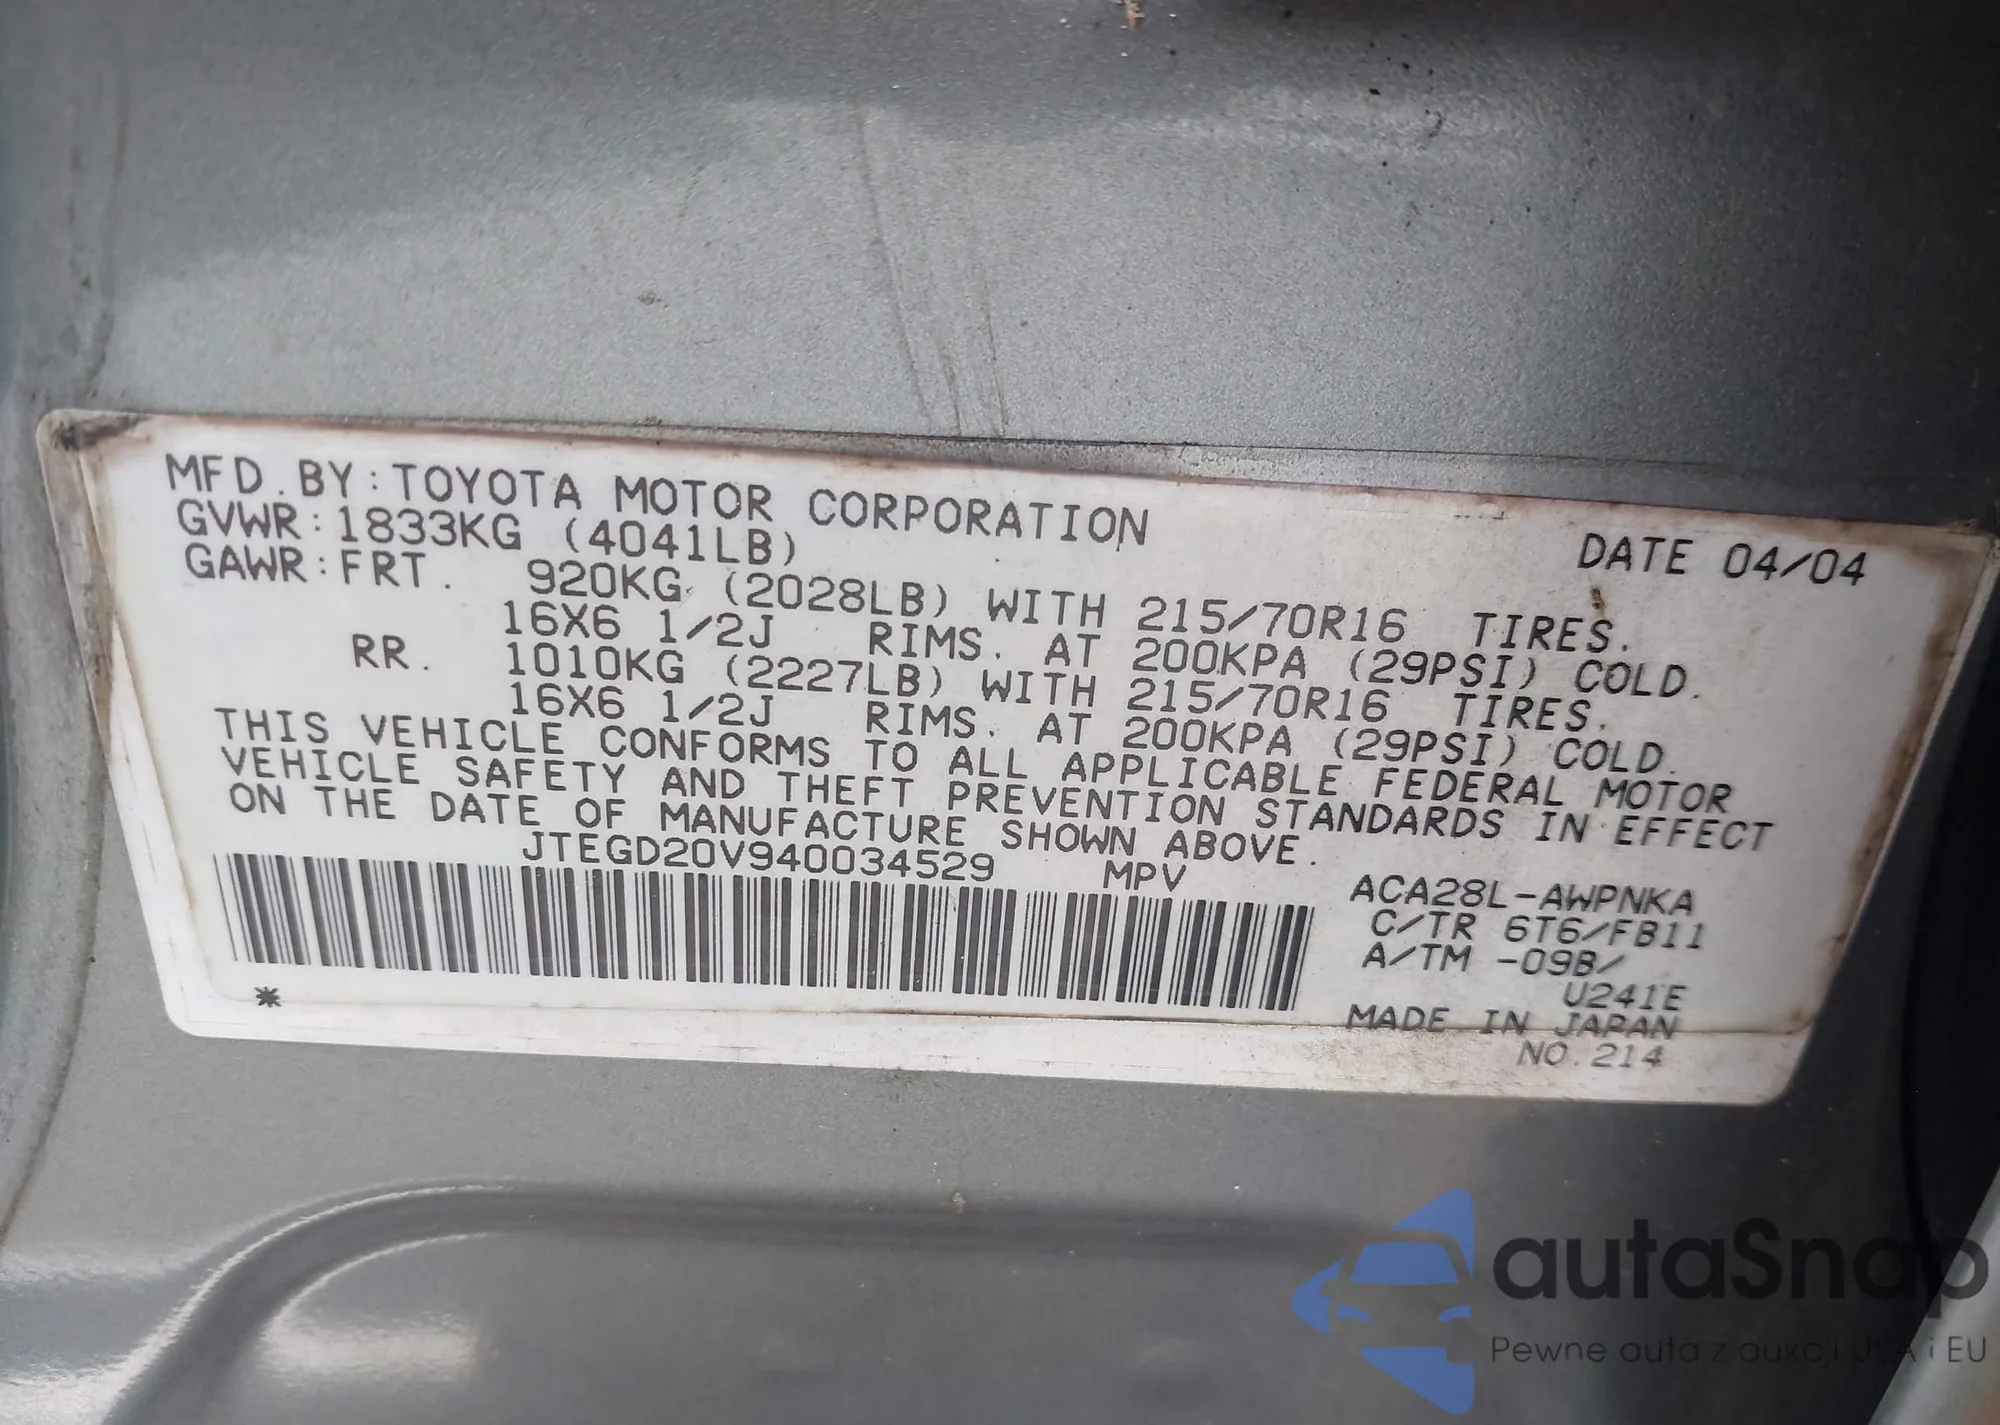 MFD. BY: TOYOTA MOTOR CORPORATION DATE 04/04
GVWR: 1833KG (4041LB)
GAWR: FRT. 920KG (2028LB) WITH 215/70R16 TIRES.
16X6 1/2J RIMS. AT 200KPA (29PSI) COLD.
RR. 1010KG (2227LB) WITH 215/70R16 TIRES.
16X6 1/2J RIMS. AT 200KPA (29PSI) COLD.
THIS VEHICLE CONFORMS TO ALL APPLICABLE FEDERAL MOTOR
VEHICLE SAFETY AND THEFT PREVENTION STANDARDS IN EFFECT
ON THE DATE OF MANUFACTURE SHOWN ABOVE.
JTEGD20V940034529 MPV
ACA28L-AWPNKA
C/TR 6T6/FB11
A/TM -09B/
U241E
MADE IN JAPAN
NO.214
*
autaSnap
Pewne auta z aukcji USA i EU